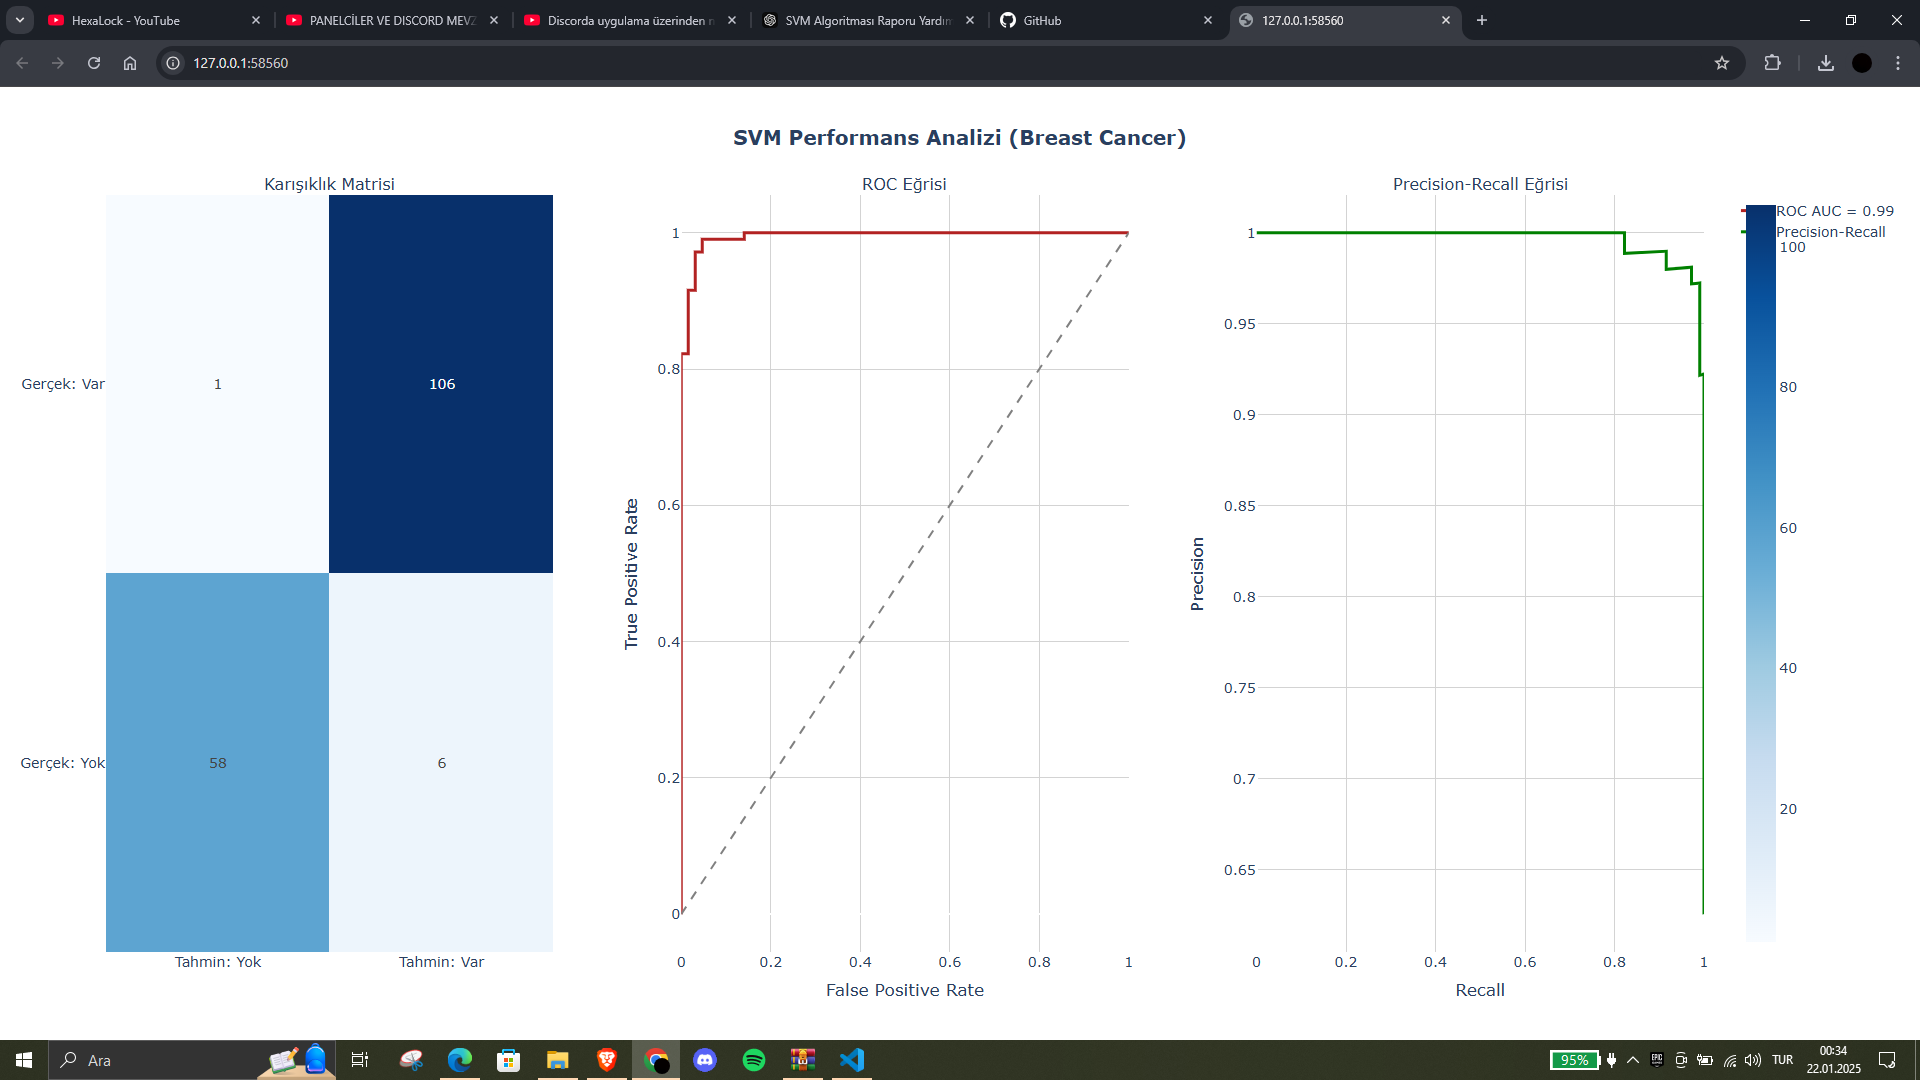 HexaLock - YouTube
PANELCİLER VE DISCORD MEVZ
Discorda uygulama üzerinden n
SVM Algoritması Raporu Yardım
GitHub
127.0.0.1:58560
127.0.0.1:58560
SVM Performans Analizi (Breast Cancer)
Karışıklık Matrisi
Gerçek: Var
1
106
Gerçek: Yok
58
6
Tahmin: Yok
Tahmin: Var
ROC Eğrisi
True Positive Rate
1
0.8
0.6
0.4
0.2
0
0 0.2 0.4 0.6 0.8 1
False Positive Rate
Precision-Recall Eğrisi
Precision
1
0.95
0.9
0.85
0.8
0.75
0.7
0.65
0 0.2 0.4 0.6 0.8 1
Recall
ROC AUC = 0.99
Precision-Recall
100
80
60
40
20
Ara
95%
TUR
00:34
22.01.2025